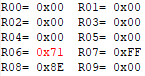 R00= 0x00 R01= 0x00
R02= 0x00 R03= 0x00
R04= 0x00 R05= 0x00
R06= 0x71 R07= 0xFF
R08= 0x8E R09= 0x00